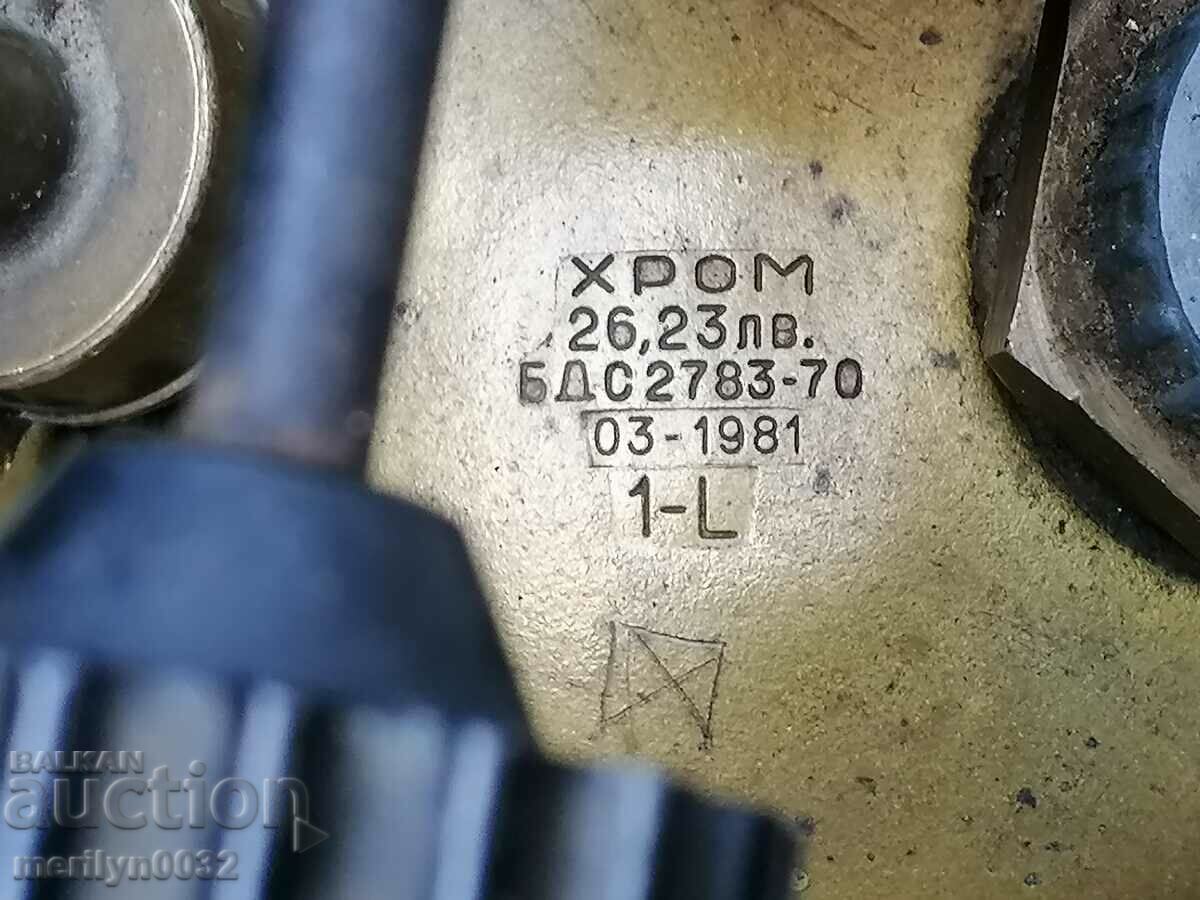 ХРОМ
26,23лв.
БДС2783-70
03-1981
1-L
BALKAN
auction
merilyn0032